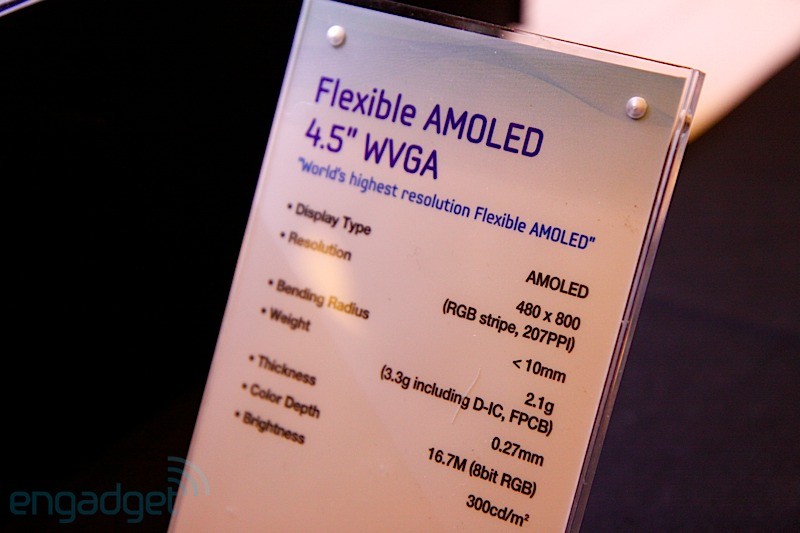 Flexible AMOLED
4.5" WVGA
"World's highest resolution Flexible AMOLED"
• Display Type AMOLED
• Resolution 480 x 800
(RGB stripe, 207PPI)
• Bending Radius < 10mm
• Weight 2.1g
(3.3g including D-IC, FPCB)
• Thickness 0.27mm
• Color Depth 16.7M (8bit RGB)
• Brightness 300cd/m²
engadget